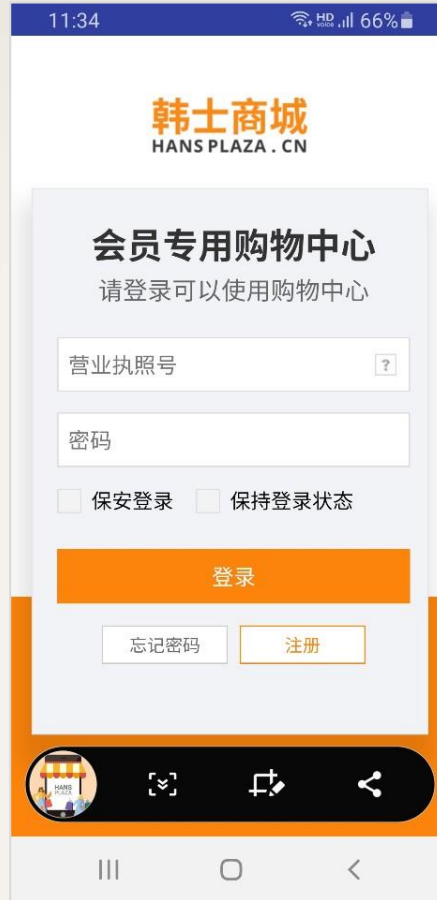 11:34
HD voice 66%
韩士商城
HANS PLAZA . CN
会员专用购物中心
请登录可以使用购物中心
营业执照号 ?
密码
保安登录 保持登录状态
登录
忘记密码 注册
HANS
PLAZA